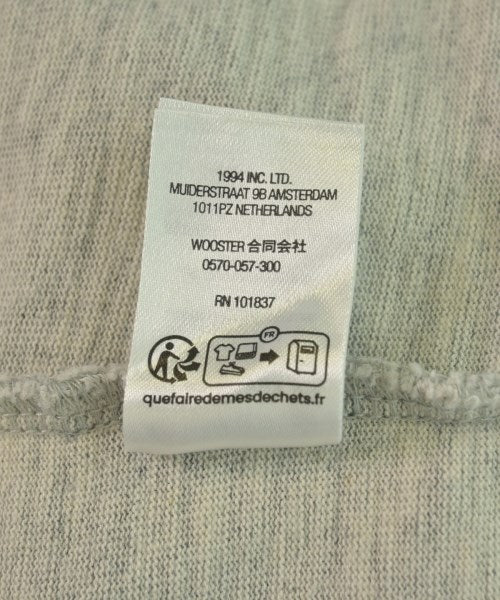 1994 INC. LTD.
MUIDERSTRAAT 9B AMSTERDAM
1011PZ NETHERLANDS
WOOSTER 合同会社
0570-057-300
RN 101837
FR
quefairedemesdechets.fr